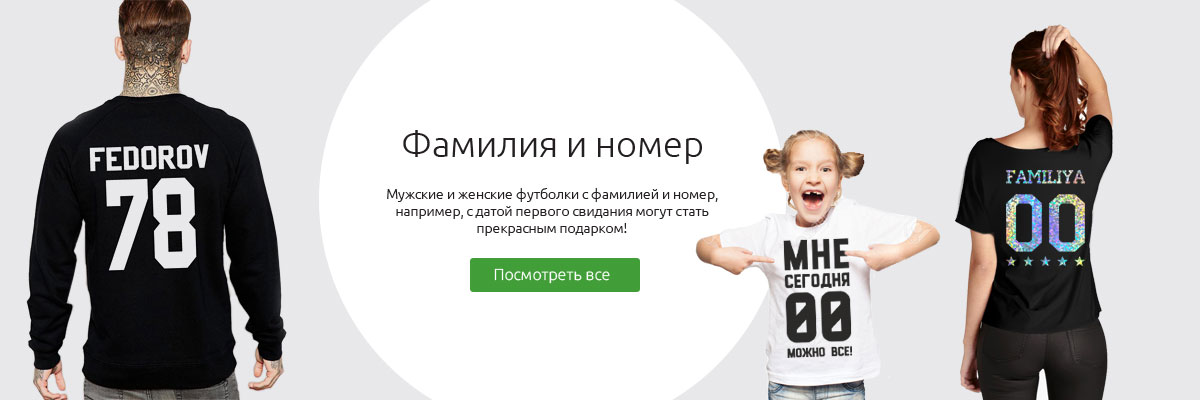 FEDOROV
78
Фамилия и номер
Мужские и женские футболки с фамилией и номер,
например, с датой первого свидания могут стать
прекрасным подарком!
Посмотреть все
МНЕ
СЕГОДНЯ
00
МОЖНО ВСЕ!
FAMILIYA
00